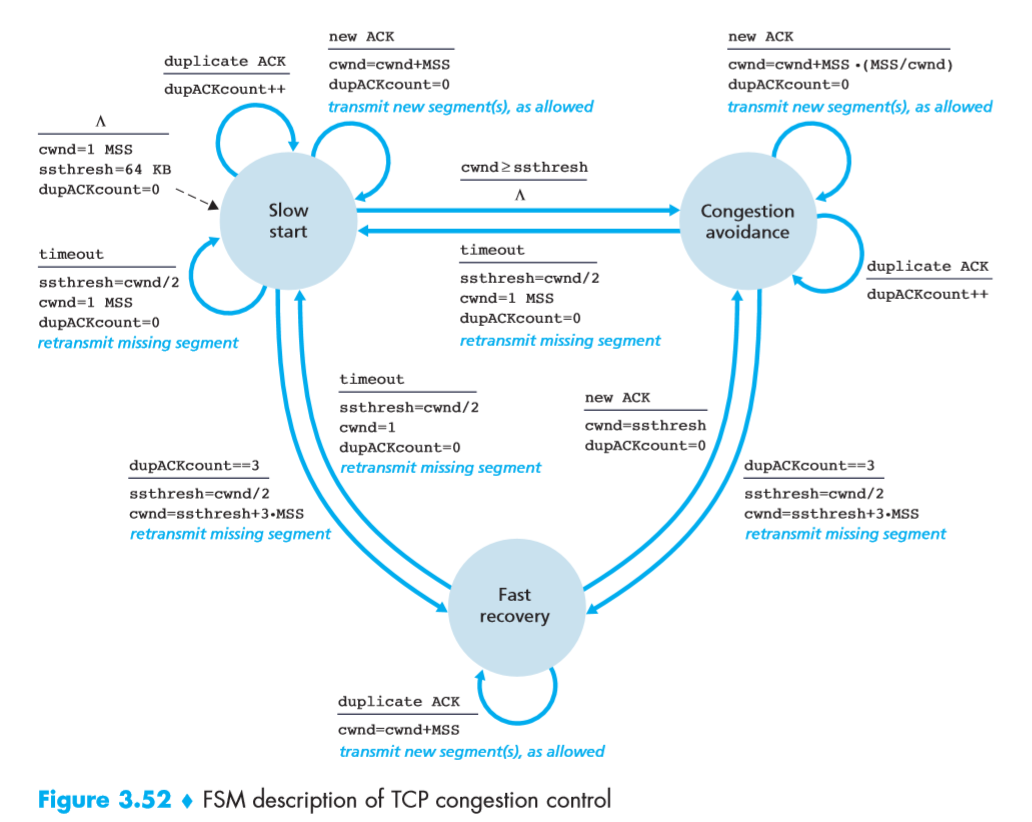 new ACK
cwnd=cwnd+MSS
dupACKcount=0
transmit new segment(s), as allowed
duplicate ACK
dupACKcount++
Λ
cwnd=1 MSS
ssthresh=64 KB
dupACKcount=0
new ACK
cwnd=cwnd+MSS •(MSS/cwnd)
dupACKcount=0
transmit new segment(s), as allowed
cwnd≥ssthresh
Λ
Slow
start
Congestion
avoidance
timeout
ssthresh=cwnd/2
cwnd=1 MSS
dupACKcount=0
retransmit missing segment
timeout
ssthresh=cwnd/2
cwnd=1 MSS
dupACKcount=0
retransmit missing segment
duplicate ACK
dupACKcount++
timeout
ssthresh=cwnd/2
cwnd=1
dupACKcount=0
retransmit missing segment
new ACK
cwnd=ssthresh
dupACKcount=0
dupACKcount==3
ssthresh=cwnd/2
cwnd=ssthresh+3•MSS
retransmit missing segment
dupACKcount==3
ssthresh=cwnd/2
cwnd=ssthresh+3•MSS
retransmit missing segment
Fast
recovery
duplicate ACK
cwnd=cwnd+MSS
transmit new segment(s), as allowed
Figure 3.52 ♦ FSM description of TCP congestion control